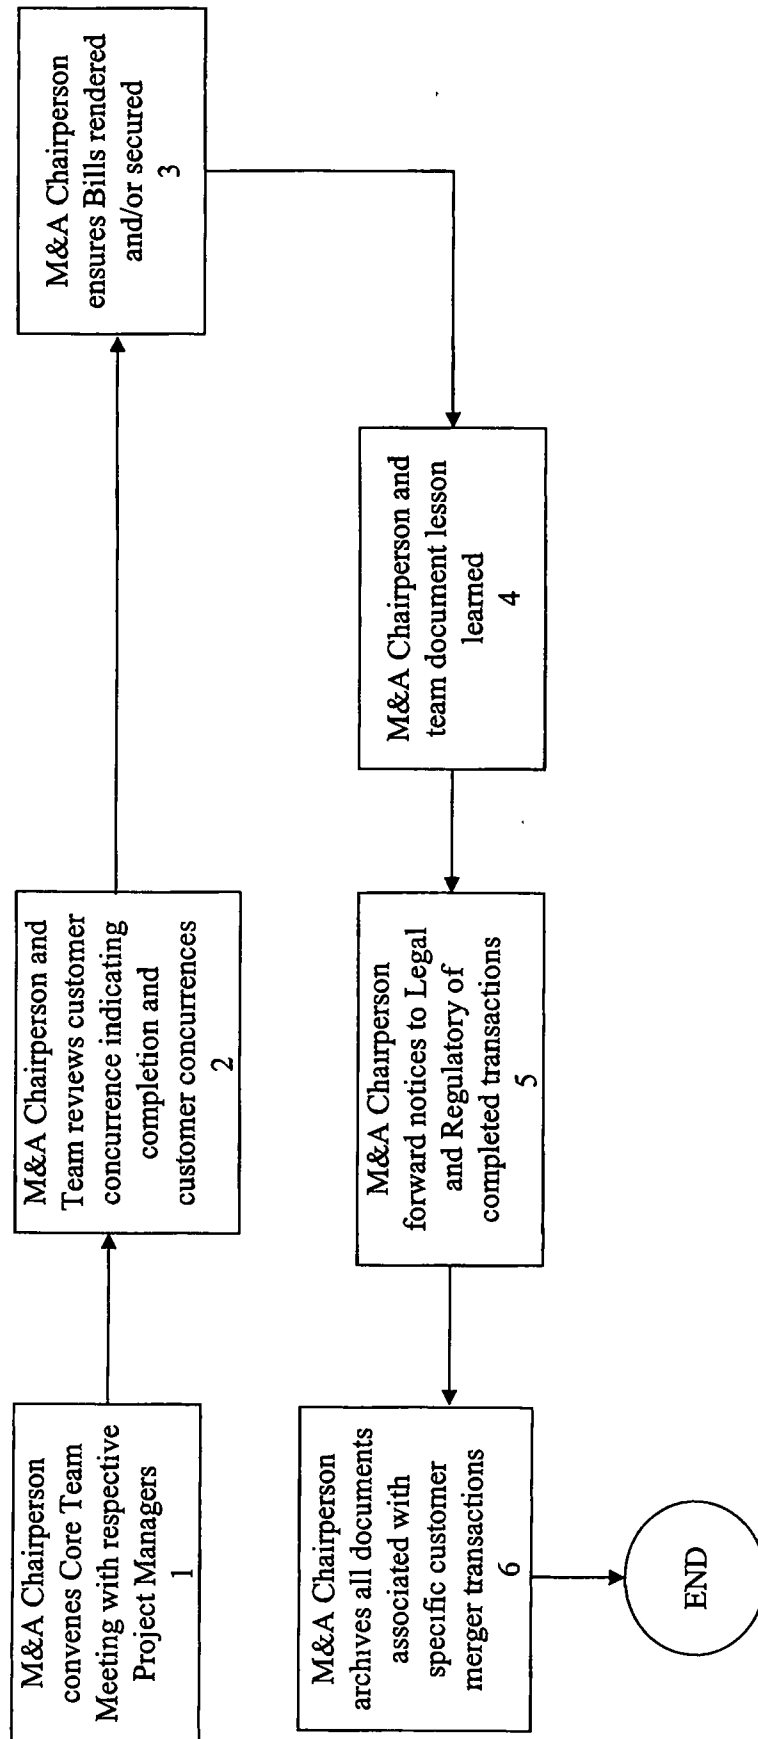 M&A Chairperson
convenes Core Team
Meeting with respective
Project Managers
1
M&A Chairperson and
Team reviews customer
concurrence indicating
completion and
customer concurrences
2
M&A Chairperson
ensures Bills rendered
and/or secured
3
M&A Chairperson and
team document lesson
learned
4
M&A Chairperson
forward notices to Legal
and Regulatory of
completed transactions
5
M&A Chairperson
archives all documents
associated with
specific customer
merger transactions
6
END